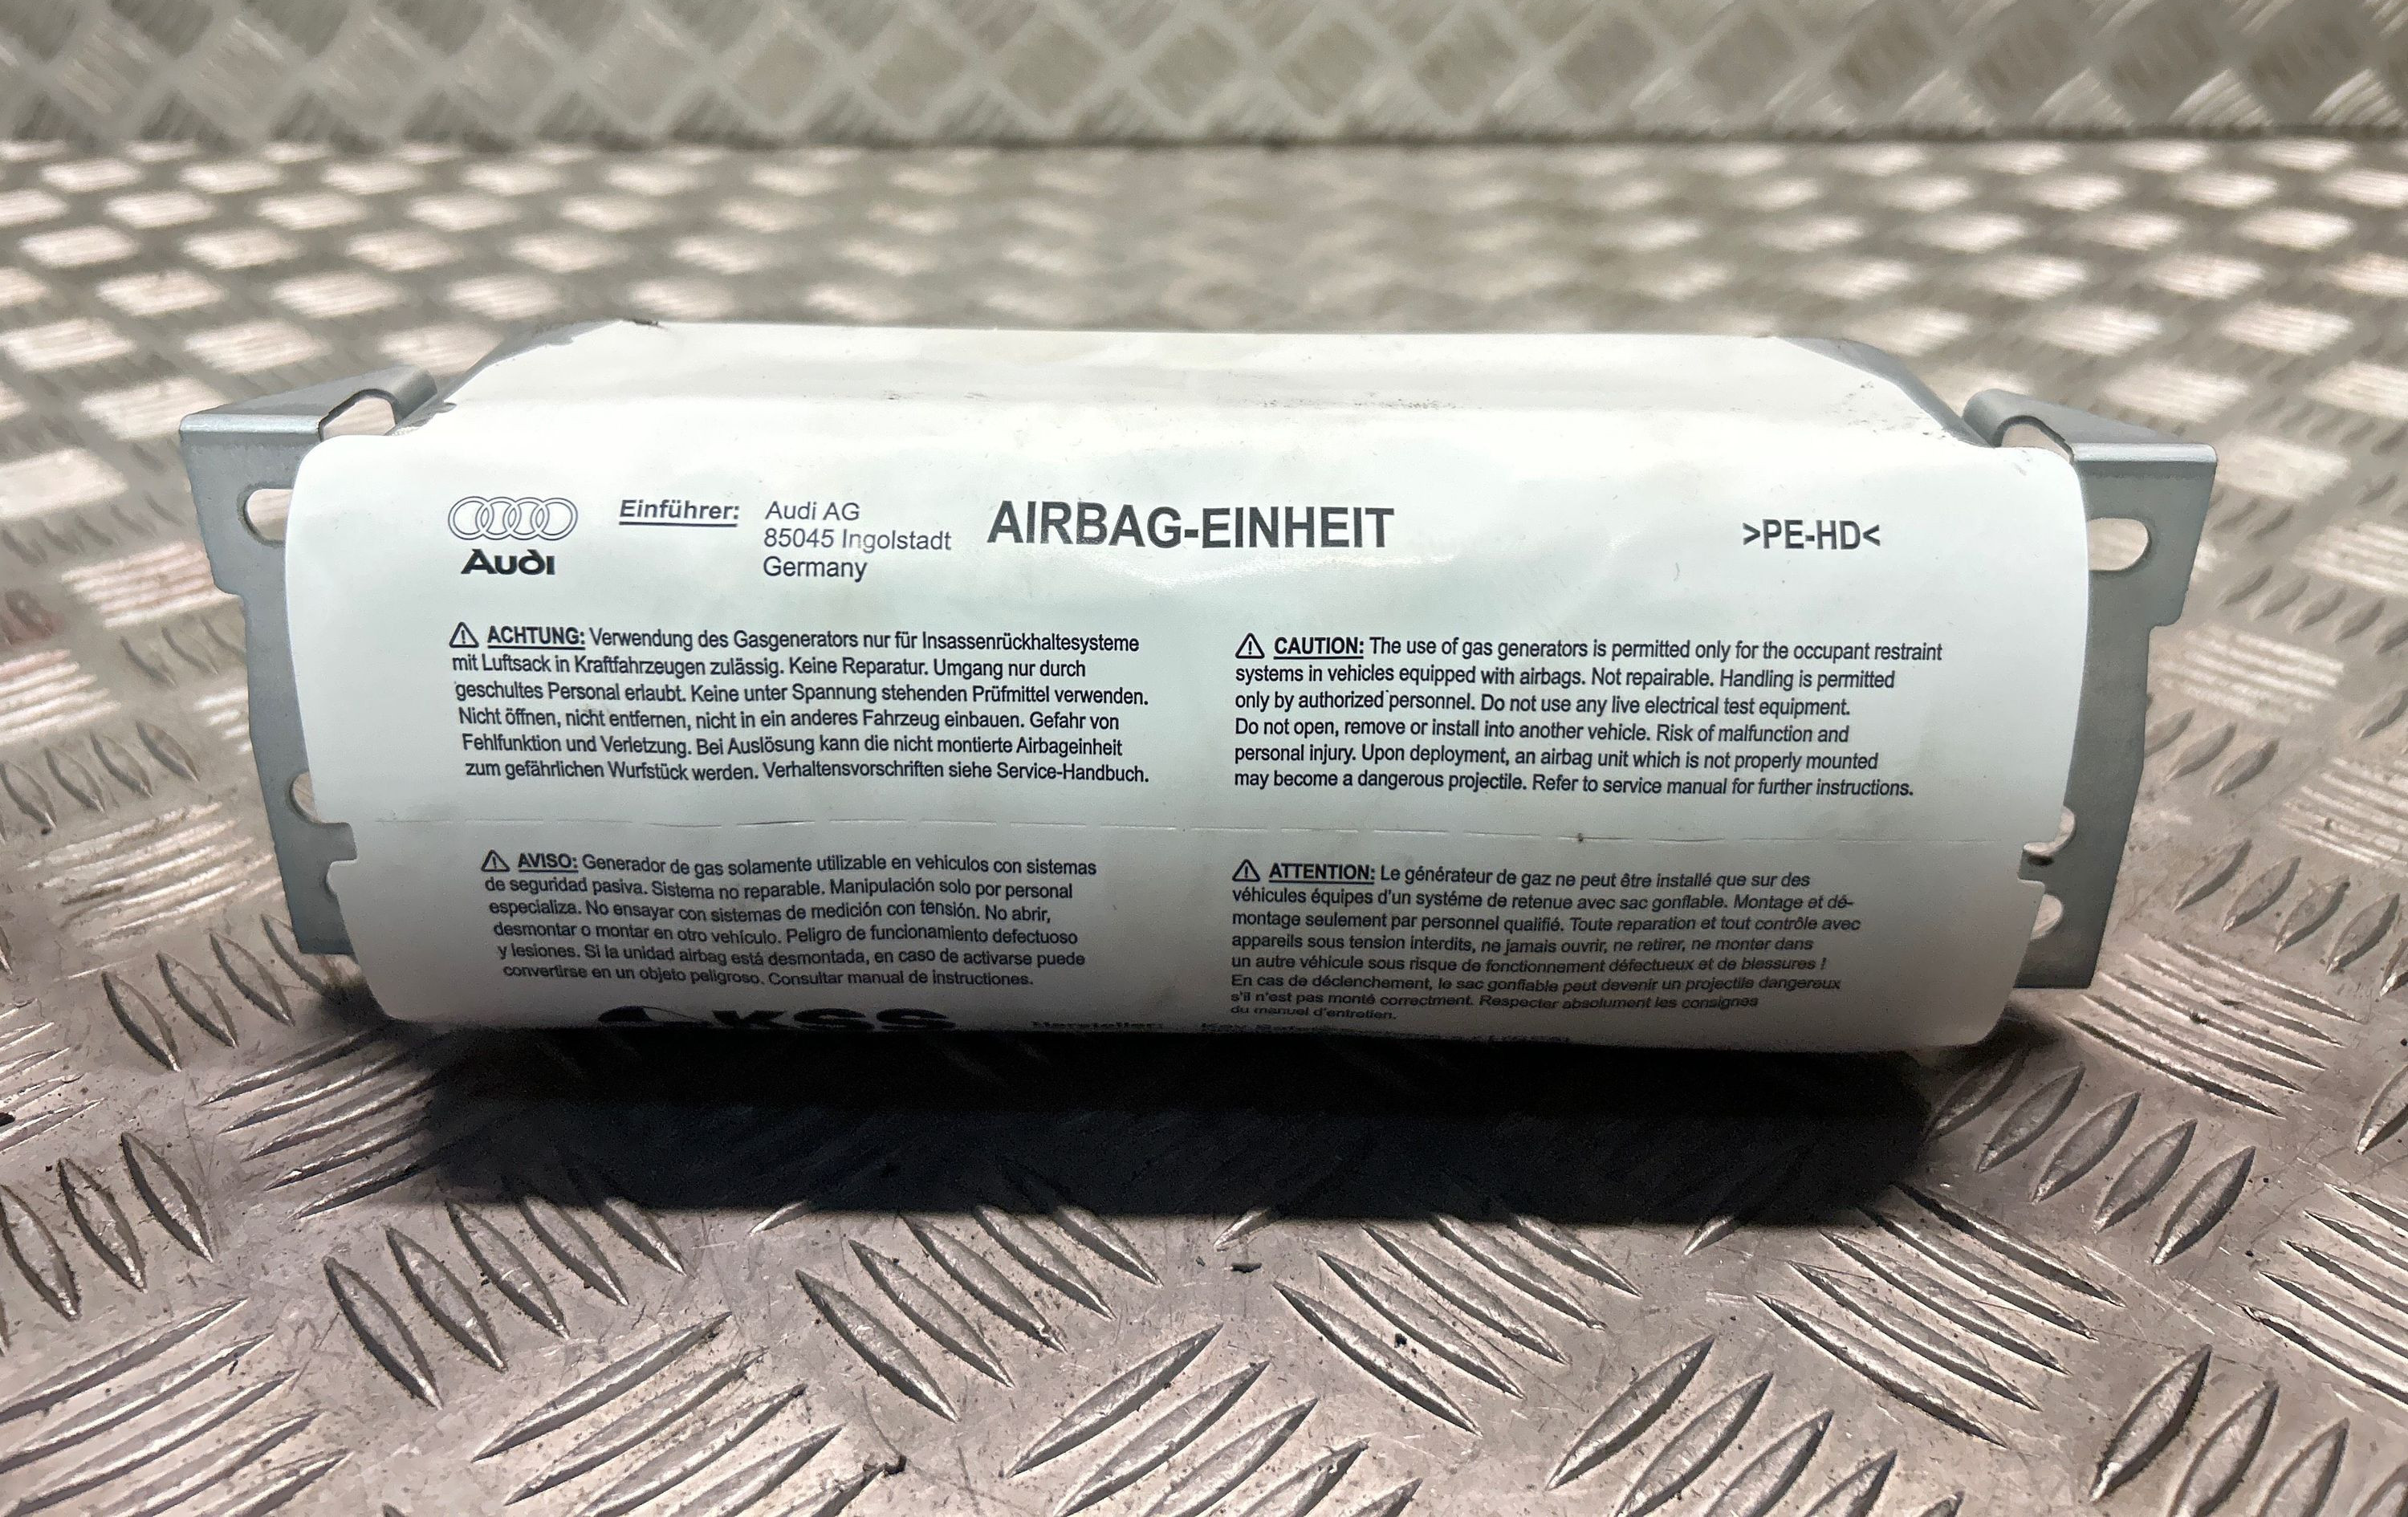 Audi
Einführer: Audi AG
85045 Ingolstadt
Germany
AIRBAG-EINHEIT
>PE-HD<
ACHTUNG: Verwendung des Gasgenerators nur für Insassenrückhaltesysteme
mit Luftsack in Kraftfahrzeugen zulässig. Keine Reparatur. Umgang nur durch
geschultes Personal erlaubt. Keine unter Spannung stehenden Prüfmittel verwenden.
Nicht öffnen, nicht entfernen, nicht in ein anderes Fahrzeug einbauen. Gefahr von
Fehlfunktion und Verletzung. Bei Auslösung kann die nicht montierte Airbageinheit
zum gefährlichen Wurfstück werden. Verhaltensvorschriften siehe Service-Handbuch.
CAUTION: The use of gas generators is permitted only for the occupant restraint
systems in vehicles equipped with airbags. Not repairable. Handling is permitted
only by authorized personnel. Do not use any live electrical test equipment.
Do not open, remove or install into another vehicle. Risk of malfunction and
personal injury. Upon deployment, an airbag unit which is not properly mounted
may become a dangerous projectile. Refer to service manual for further instructions.
AVISO: Generador de gas solamente utilizable en vehiculos con sistemas
de seguridad pasiva. Sistema no reparable. Manipulación solo por personal
especializa. No ensayar con sistemas de medición con tensión. No abrir,
desmontar o montar en otro vehículo. Peligro de funcionamiento defectuoso
y lesiones. Si la unidad airbag está desmontada, en caso de activarse puede
convertirse en un objeto peligroso. Consultar manual de instructiones.
ATTENTION: Le générateur de gaz ne peut être installé que sur des
véhicules équipes d'un systéme de retenue avec sac gonflable. Montage et dé-
montage seulement par personnel qualifié. Toute reparation et tout contrôle avec
appareils sous tension interdits, ne jamais ouvrir, ne retirer, ne monter dans
un autre véhicule sous risque de fonctionnement défectueux et de blessures !
En cas de déclenchement, le sac gonflable peut devenir un projectile dangereux
s'il n'est pas monté correctment. Respecter absolument les consignes
du manuel d'entretien.
KSS Hersteller: